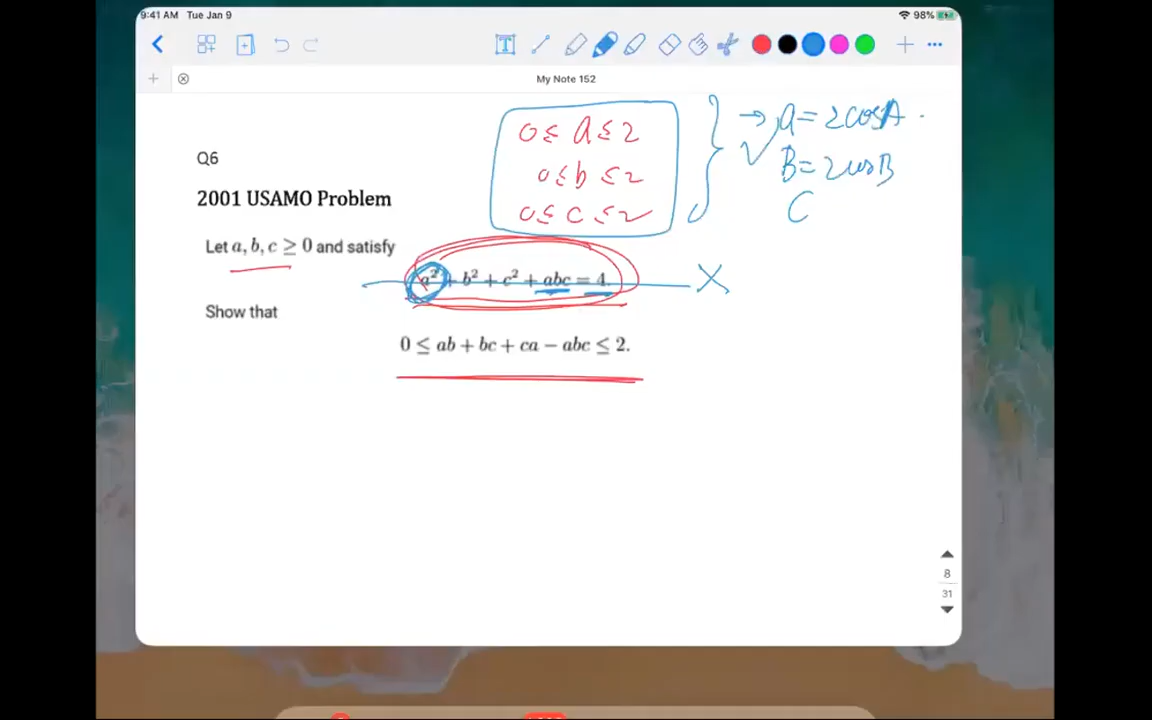 9:41 AM Tue Jan 9
98%
My Note 152
0 ≤ a ≤ 2
0 ≤ b ≤ 2
0 ≤ c ≤ 2
→ a = 2cosA
B = 2cosB
C
Q6
2001 USAMO Problem
Let a, b, c ≥ 0 and satisfy
a² + b² + c² + abc = 4.
Show that
0 ≤ ab + bc + ca − abc ≤ 2.
8
31